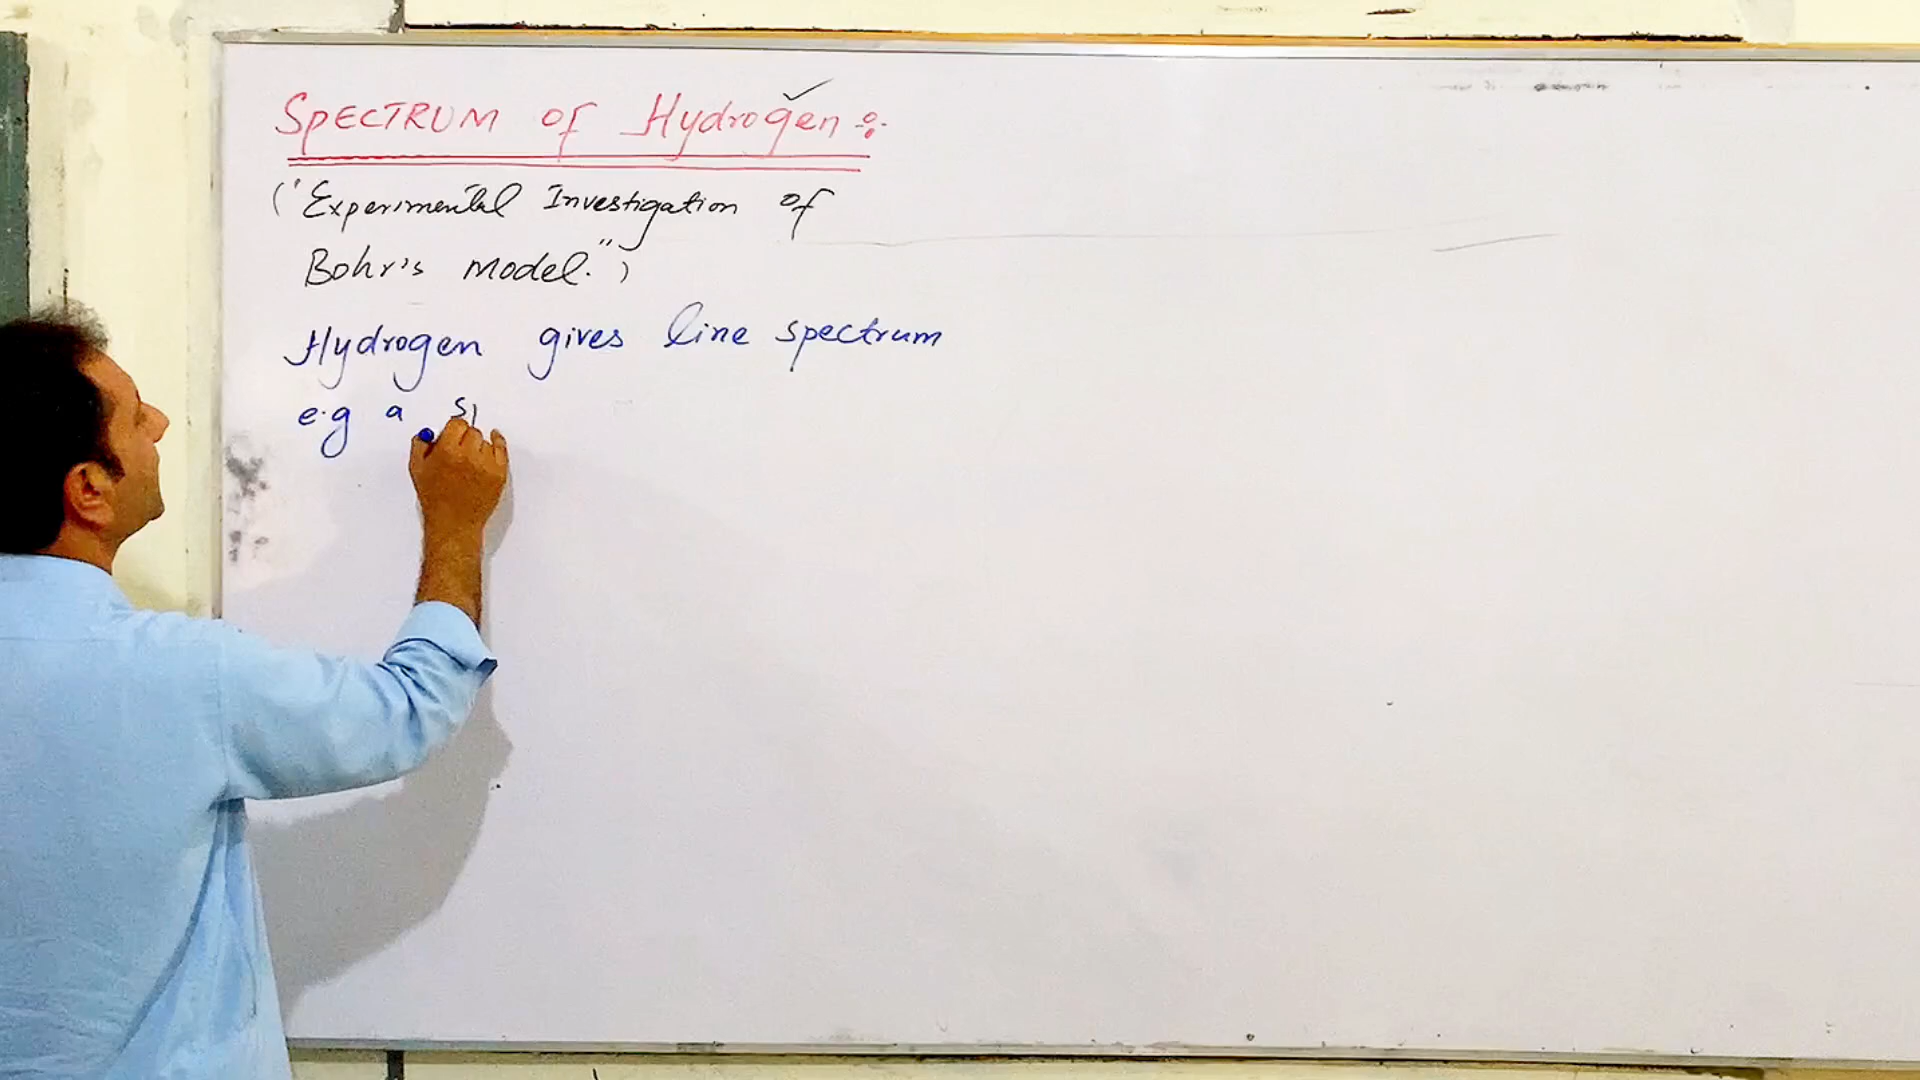 SPECTRUM OF Hydrogen :
("Experimental Investigation of
Bohr's Model.")
Hydrogen gives line spectrum
e.g a